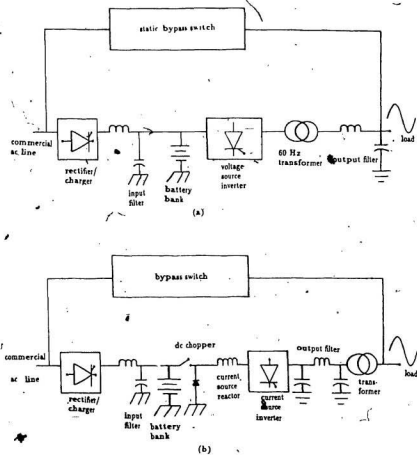 static bypass switch
commercial
ac line
rectifier/
charger
input
filter
battery
bank
voltage
source
inverter
60 Hz
transformer
output filter
load
(a)
bypass switch
commercial
ac line
rectifier/
charger
input
filter
battery
bank
dc chopper
current
source
reactor
current
source
inverter
output filter
trans-
former
load
(b)